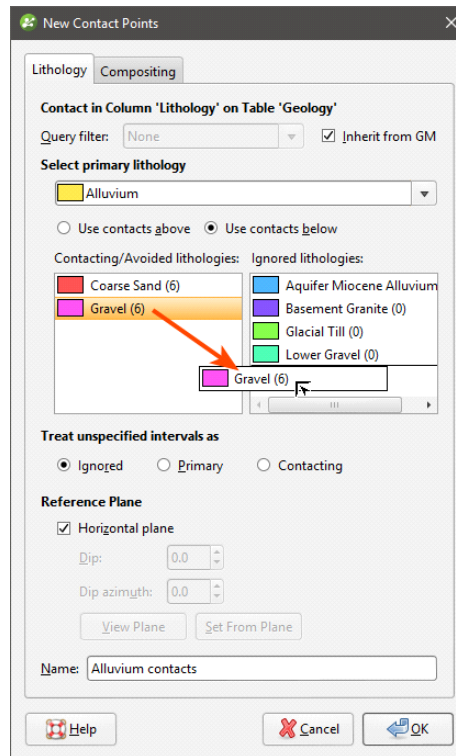 New Contact Points
Lithology Compositing
Contact in Column 'Lithology' on Table 'Geology'
Query filter: None Inherit from GM
Select primary lithology
Alluvium
Use contacts above Use contacts below
Contacting/Avoided lithologies: Ignored lithologies:
Coarse Sand (6) Aquifer Miocene Alluvium
Gravel (6) Basement Granite (0)
Glacial Till (0)
Lower Gravel (0)
Gravel (6)
Treat unspecified intervals as
Ignored Primary Contacting
Reference Plane
Horizontal plane
Dip: 0.0
Dip azimuth: 0.0
View Plane Set From Plane
Name: Alluvium contacts
Help Cancel OK